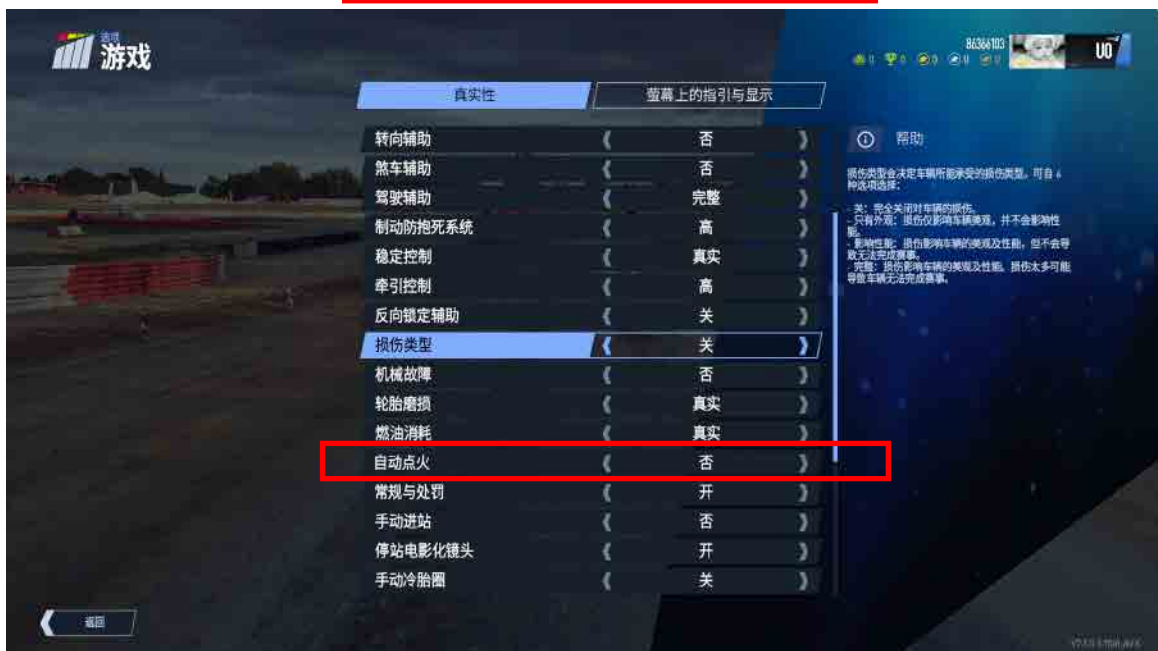 选项
游戏
86366103
U0
真实性
萤幕上的指引与显示
转向辅助 否
煞车辅助 否
驾驶辅助 完整
制动防抱死系统 高
稳定控制 真实
牵引控制 高
反向锁定辅助 关
损伤类型 关
机械故障 否
轮胎磨损 真实
燃油消耗 真实
自动点火 否
常规与处罚 开
手动进站 否
停站电影化镜头 开
手动冷胎圈 关
帮助
损伤类型会决定车辆所能承受的损伤类型。可自 4
种选项选择:
- 关: 完全关闭对车辆的损伤。
- 只有外观: 损伤仅影响车辆美观，并不会影响性
能。
- 影响性能: 损伤影响车辆的美观及性能，但不会导
致无法完成赛事。
- 完整: 损伤影响车辆的美观及性能。损伤太多可能
导致车辆无法完成赛事。
返回